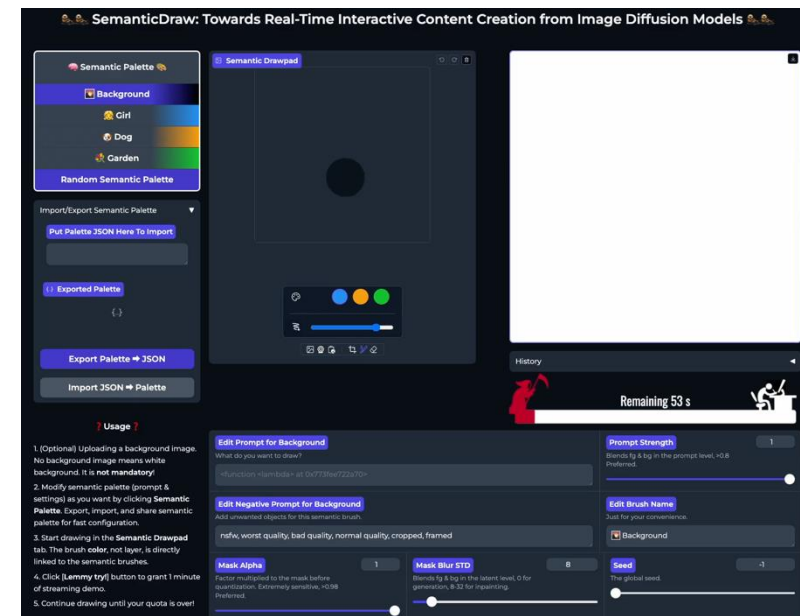 SemanticDraw: Towards Real-Time Interactive Content Creation from Image Diffusion Models
Semantic Palette
Background
Girl
Dog
Garden
Random Semantic Palette
Import/Export Semantic Palette
Put Palette JSON Here To Import
Exported Palette
{..}
Export Palette ➡ JSON
Import JSON ➡ Palette
❓ Usage ❓
1. (Optional) Uploading a background image.
No background image means white
background. It is not mandatory!
2. Modify semantic palette (prompt &
settings) as you want by clicking Semantic
Palette. Export, import, and share semantic
palette for fast configuration.
3. Start drawing in the Semantic Drawpad
tab. The brush color, not layer, is directly
linked to the semantic brushes.
4. Click [Lemmy try!] button to grant 1 minute
of streaming demo.
5. Continue drawing until your quota is over!
Semantic Drawpad
History
Remaining 53 s
Edit Prompt for Background
What do you want to draw?
<function <lambda> at 0x773fee722a70>
Edit Negative Prompt for Background
Add unwanted objects for this semantic brush.
nsfw, worst quality, bad quality, normal quality, cropped, framed
Mask Alpha
1
Factor multiplied to the mask before
quantization. Extremely sensitive, >0.98
Preferred.
Mask Blur STD
8
Blends fg & bg in the latent level, 0 for
generation, 8-32 for inpainting.
Prompt Strength
1
Blends fg & bg in the prompt level, >0.8
Preferred.
Edit Brush Name
Just for your convenience.
Background
Seed
-1
The global seed.